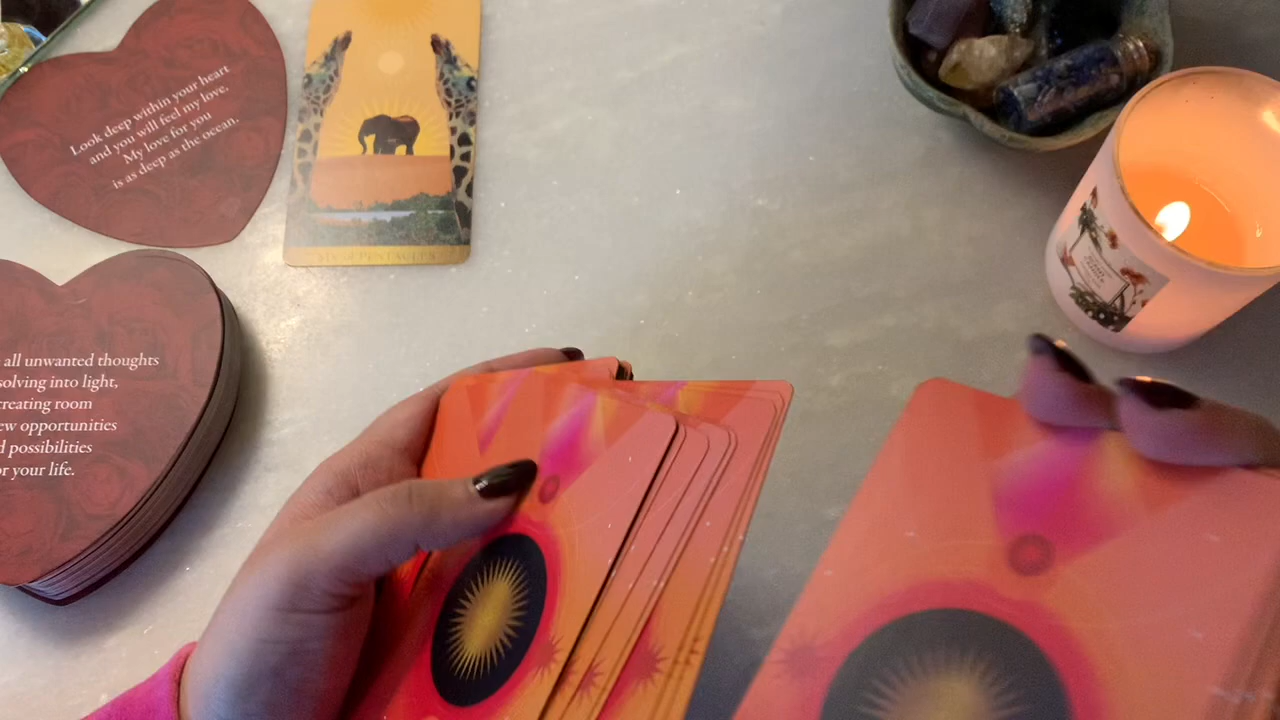 Look deep within your heart
and you will feel my love.
My love for you
is as deep as the ocean.
all unwanted thoughts
solving into light,
creating room
ew opportunities
d possibilities
or your life.